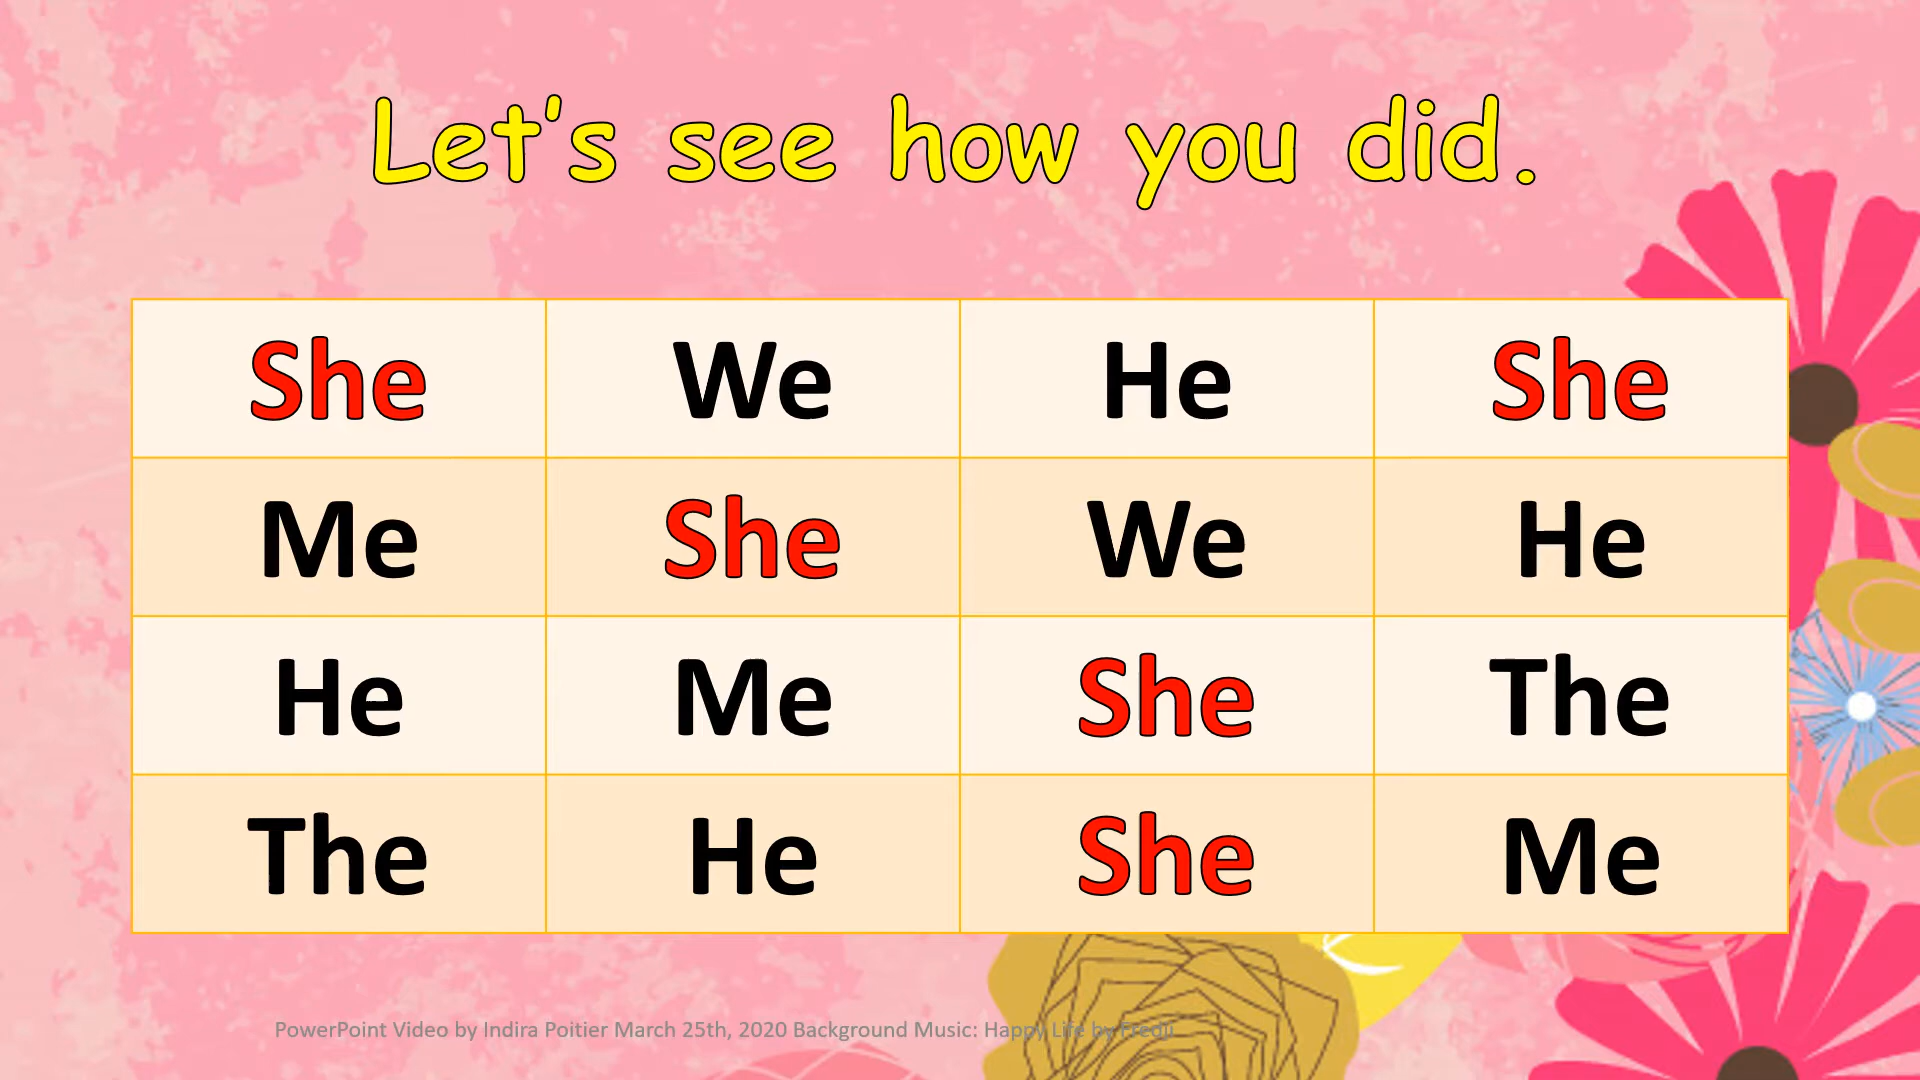 Let's see how you did.
She We He She
Me She We He
He Me She The
The He She Me
PowerPoint Video by Indira Poitier March 25th, 2020 Background Music: Happy Life by Fredji